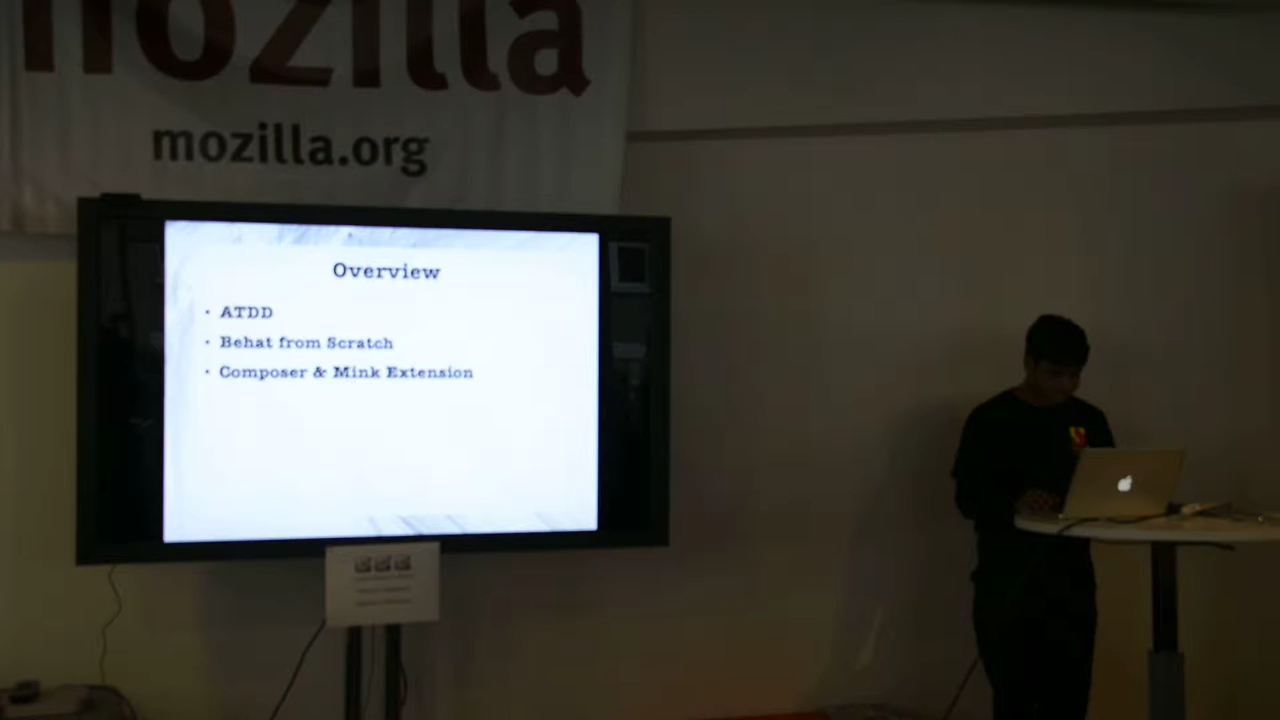 mozilla
mozilla.org
Overview
• ATDD
• Behat from Scratch
• Composer & Mink Extension